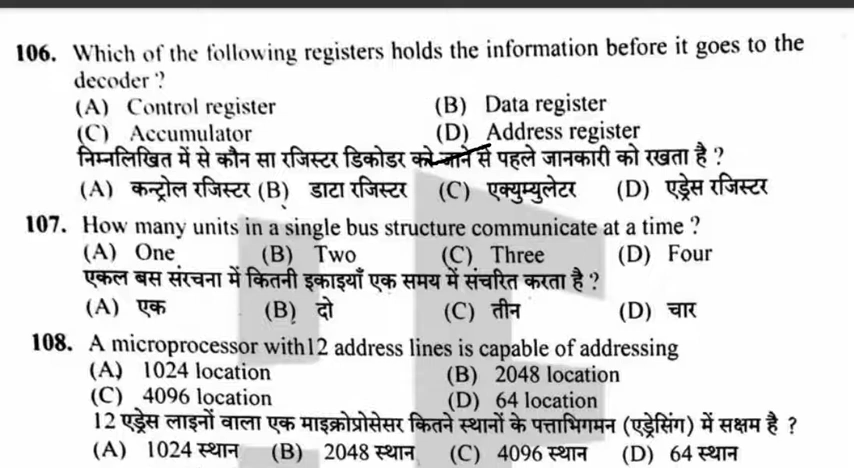 106. Which of the following registers holds the information before it goes to the
decoder ?
(A) Control register (B) Data register
(C) Accumulator (D) Address register
निम्नलिखित में से कौन सा रजिस्टर डिकोडर को जाने से पहले जानकारी को रखता है ?
(A) कन्ट्रोल रजिस्टर (B) डाटा रजिस्टर (C) एक्युम्युलेटर (D) एड्रेस रजिस्टर
107. How many units in a single bus structure communicate at a time ?
(A) One (B) Two (C) Three (D) Four
एकल बस संरचना में कितनी इकाइयाँ एक समय में संचरित करता है ?
(A) एक (B) दो (C) तीन (D) चार
108. A microprocessor with12 address lines is capable of addressing
(A) 1024 location (B) 2048 location
(C) 4096 location (D) 64 location
12 एड्रेस लाइनों वाला एक माइक्रोप्रोसेसर कितने स्थानों के पत्ताभिगमन (एड्रेसिंग) में सक्षम है ?
(A) 1024 स्थान (B) 2048 स्थान (C) 4096 स्थान (D) 64 स्थान